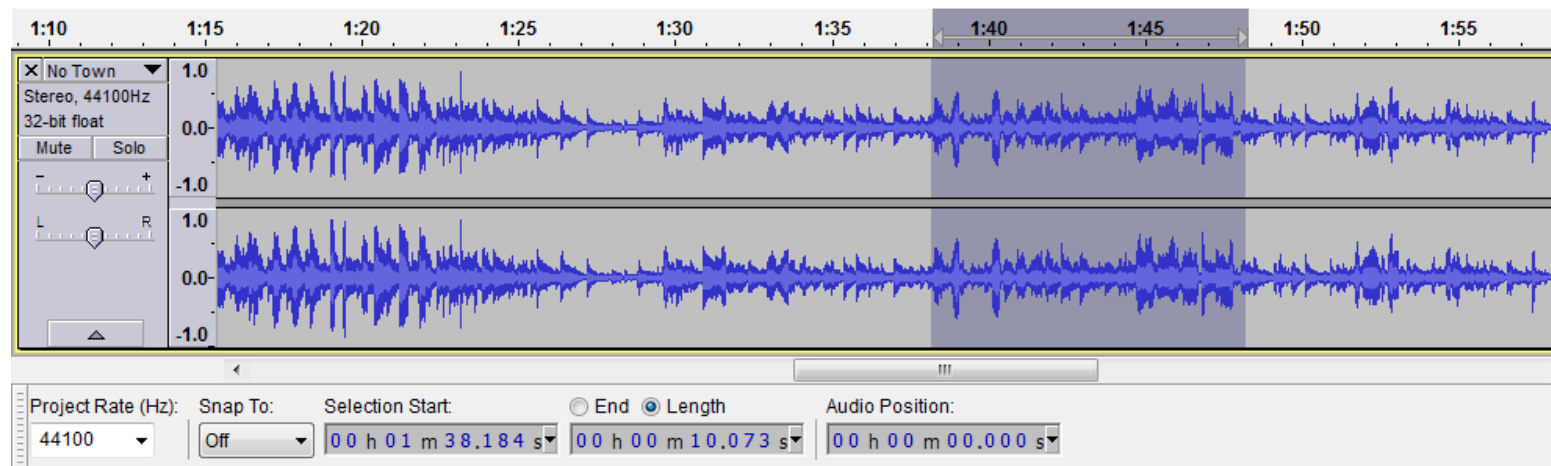 1:10 1:15 1:20 1:25 1:30 1:35 1:40 1:45 1:50 1:55
X No Town
Stereo, 44100Hz
32-bit float
Mute Solo
- +
L R
1.0
0.0-
-1.0
1.0
0.0-
-1.0
Project Rate (Hz): Snap To: Selection Start: End Length Audio Position:
44100 Off 00 h 01 m 38.184 s 00 h 00 m 10.073 s 00 h 00 m 00.000 s